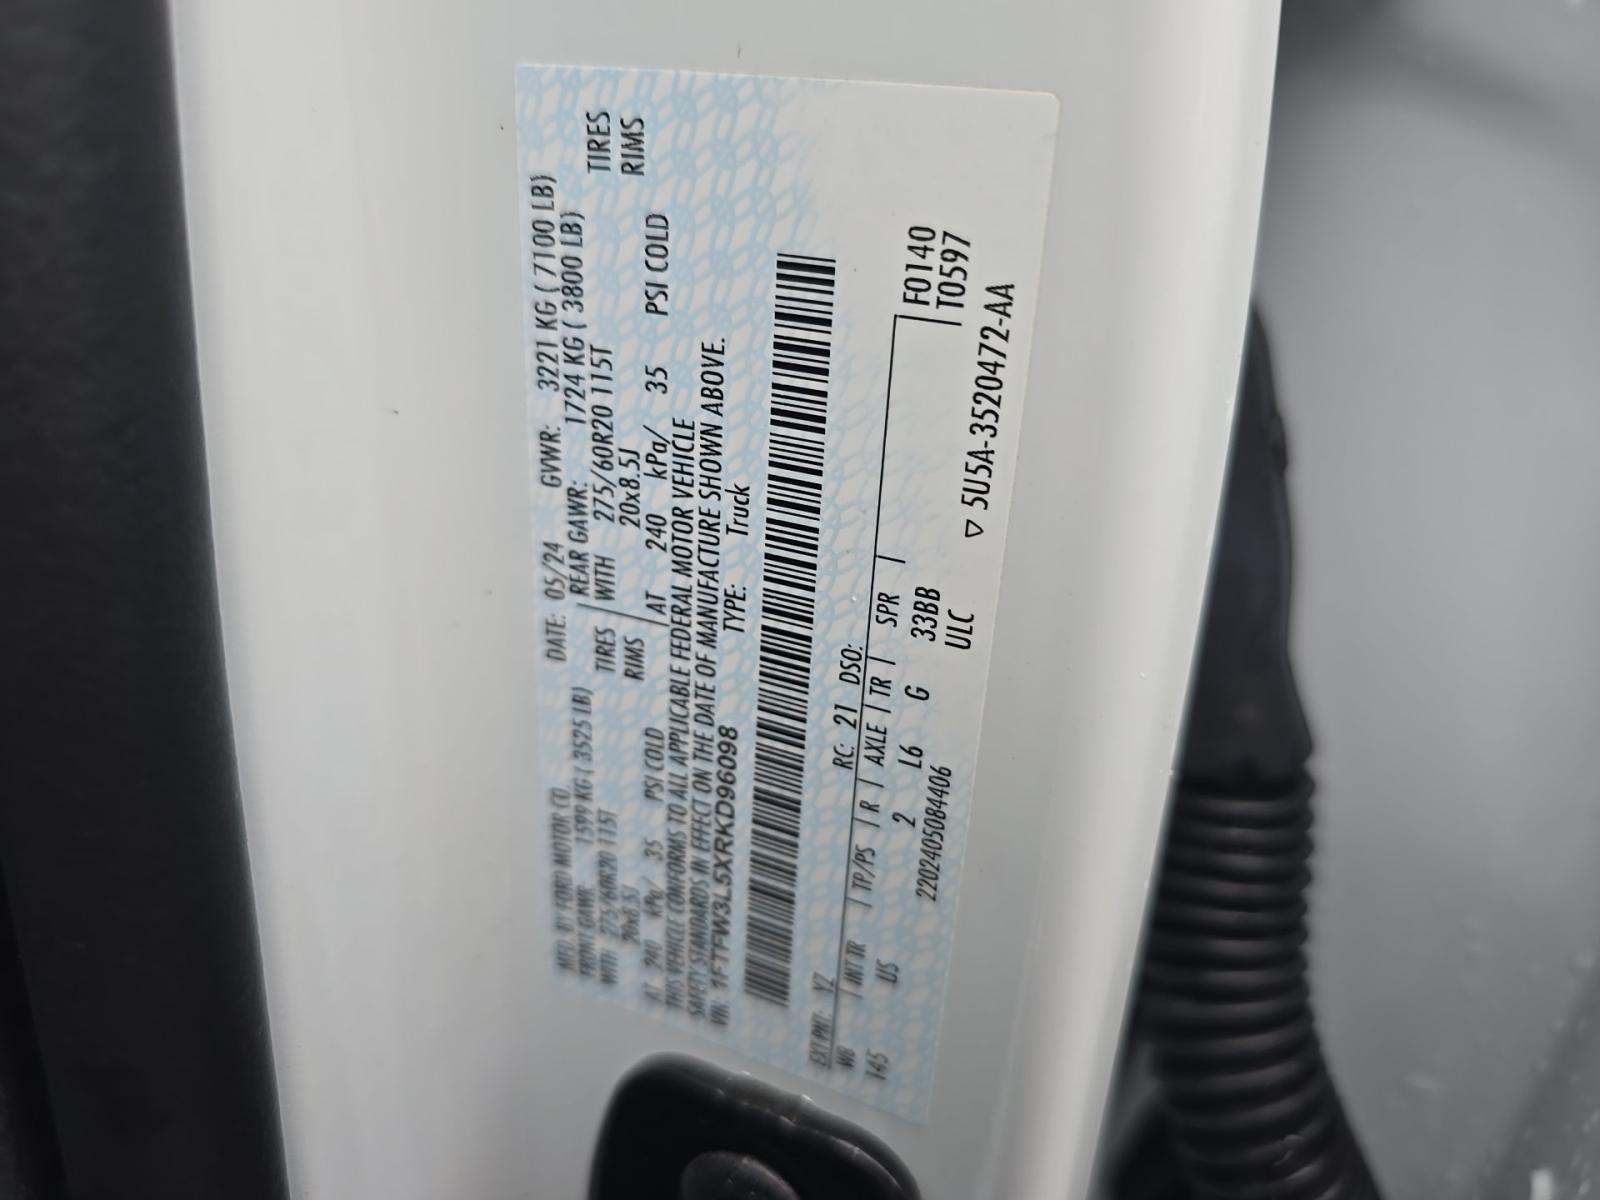 MFD. BY FORD MOTOR CO. DATE: 05/24 GVWR: 3221 KG ( 7100 LB)
FRONT GAWR: 1599 KG ( 3525 LB) REAR GAWR: 1724 KG ( 3800 LB)
WITH 275/60R20 115T TIRES WITH 275/60R20 115T TIRES
20x8.5J RIMS 20x8.5J RIMS
AT 240 kPa/ 35 PSI COLD AT 240 kPa/ 35 PSI COLD
THIS VEHICLE CONFORMS TO ALL APPLICABLE FEDERAL MOTOR VEHICLE
SAFETY STANDARDS IN EFFECT ON THE DATE OF MANUFACTURE SHOWN ABOVE.
VIN: 1FTFW3L5XRKD96098 TYPE: Truck
EXT PNT: YZ RC: 21 DSO:
WB INT TR TP/PS R AXLE TR SPR F0140
145 US 2 L6 G 33BB T0597
2202405084406 ULC
▽ 5U5A-3520472-AA